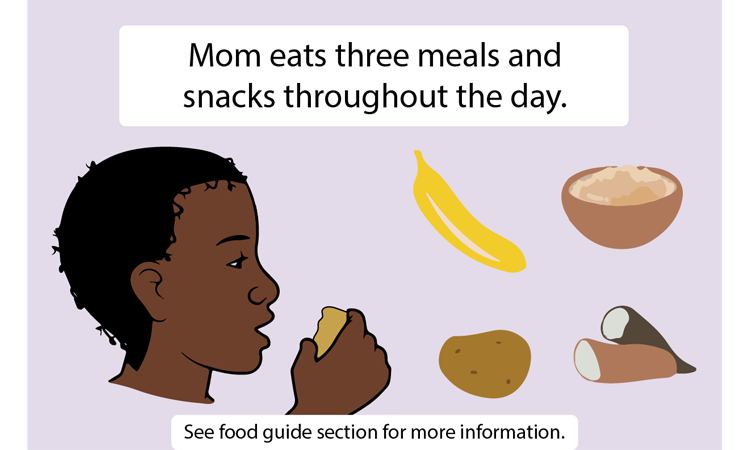 Mom eats three meals and
snacks throughout the day.
See food guide section for more information.